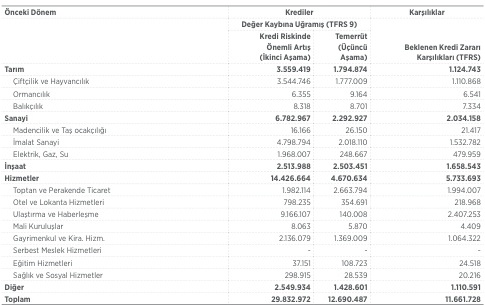 Önceki Dönem Krediler Karşılıklar
Değer Kaybına Uğramış (TFRS 9)
Kredi Riskinde Önemli Artış (İkinci Aşama) Temerrüt (Üçüncü Aşama) Beklenen Kredi Zararı Karşılıkları (TFRS)
Tarım 3.559.419 1.794.874 1.124.743
Çiftçilik ve Hayvancılık 3.544.746 1.777.009 1.110.868
Ormancılık 6.355 9.164 6.541
Balıkçılık 8.318 8.701 7.334
Sanayi 6.782.967 2.292.927 2.034.158
Madencilik ve Taş ocakçılığı 16.166 26.150 21.417
İmalat Sanayi 4.798.794 2.018.110 1.532.782
Elektrik, Gaz, Su 1.968.007 248.667 479.959
İnşaat 2.513.988 2.503.451 1.658.543
Hizmetler 14.426.664 4.670.634 5.733.693
Toptan ve Perakende Ticaret 1.982.114 2.663.794 1.994.007
Otel ve Lokanta Hizmetleri 798.235 354.691 218.968
Ulaştırma ve Haberleşme 9.166.107 140.008 2.407.253
Mali Kuruluşlar 8.063 5.870 4.409
Gayrimenkul ve Kira. Hizm. 2.136.079 1.369.009 1.064.322
Serbest Meslek Hizmetleri - - -
Eğitim Hizmetleri 37.151 108.723 24.518
Sağlık ve Sosyal Hizmetler 298.915 28.539 20.216
Diğer 2.549.934 1.428.601 1.110.591
Toplam 29.832.972 12.690.487 11.661.728